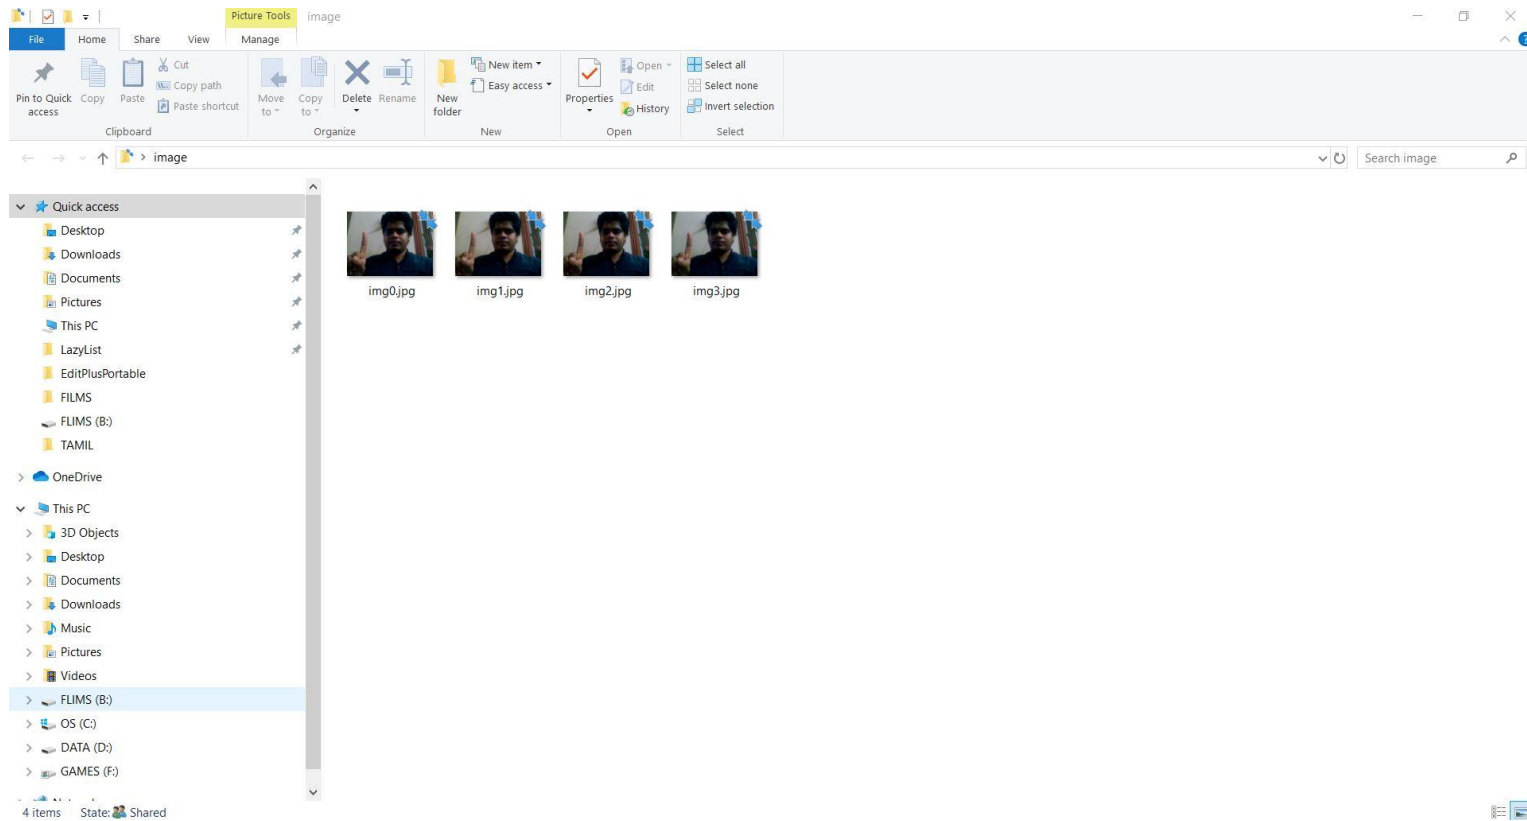 Picture Tools image
File Home Share View Manage
Pin to Quick access
Copy
Paste
Cut
Copy path
Paste shortcut
Clipboard
Move to
Copy to
Delete
Rename
Organize
New folder
New item
Easy access
New
Properties
Open
Edit
History
Open
Select all
Select none
Invert selection
Select
image
Search image
Quick access
Desktop
Downloads
Documents
Pictures
This PC
LazyList
EditPlusPortable
FILMS
FLIMS (B:)
TAMIL
OneDrive
This PC
3D Objects
Desktop
Documents
Downloads
Music
Pictures
Videos
FLIMS (B:)
OS (C:)
DATA (D:)
GAMES (F:)
img0.jpg img1.jpg img2.jpg img3.jpg
4 items State: Shared